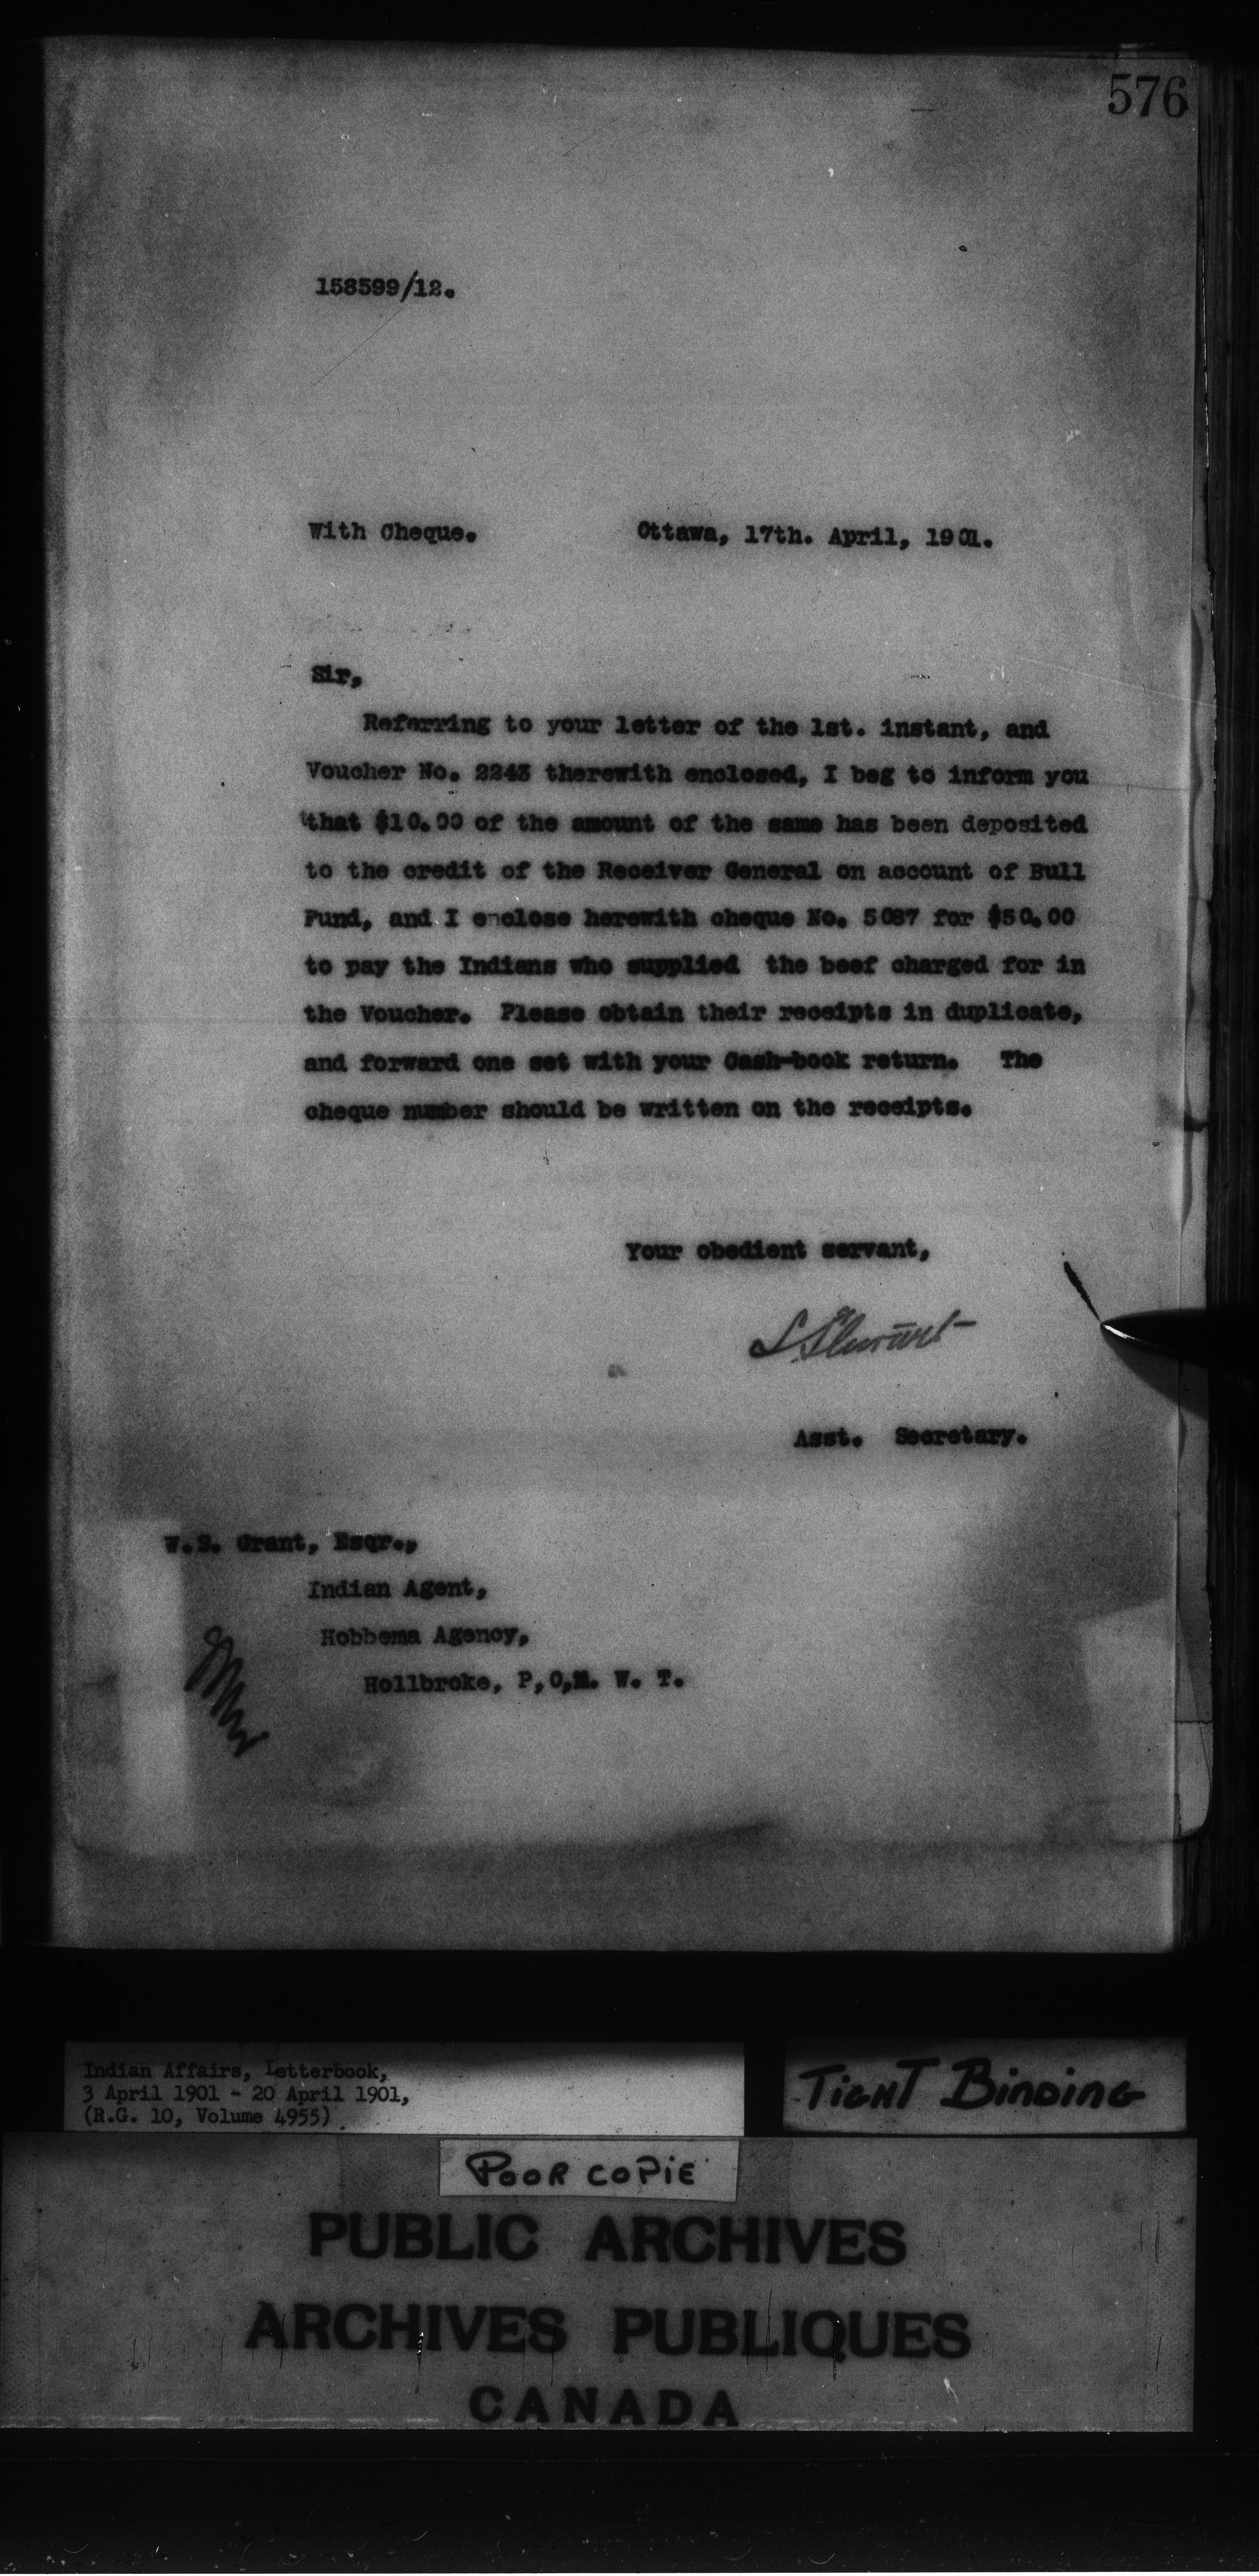 576
158599/12.
With Cheque. Ottawa, 17th. April, 1901.
Sir,
Referring to your letter of the 1st. instant, and
Voucher No. 2243 therewith enclosed, I beg to inform you
that $10.00 of the amount of the same has been deposited
to the credit of the Receiver General on account of Bull
Fund, and I enclose herewith cheque No. 5087 for $50.00
to pay the Indians who supplied the beef charged for in
the Voucher. Please obtain their receipts in duplicate,
and forward one set with your Cash-book return. The
cheque number should be written on the receipts.
Your obedient servant,
S. Stewart
Asst. Secretary.
W.S. Grant, Esqr.,
Indian Agent,
Hobbema Agency,
Hollbroke, P,O,N. W. T.
Indian Affairs, Letterbook,
3 April 1901 - 20 April 1901,
(R.G. 10, Volume 4955)
TIGHT BINDING
POOR COPIE
PUBLIC ARCHIVES
ARCHIVES PUBLIQUES
CANADA